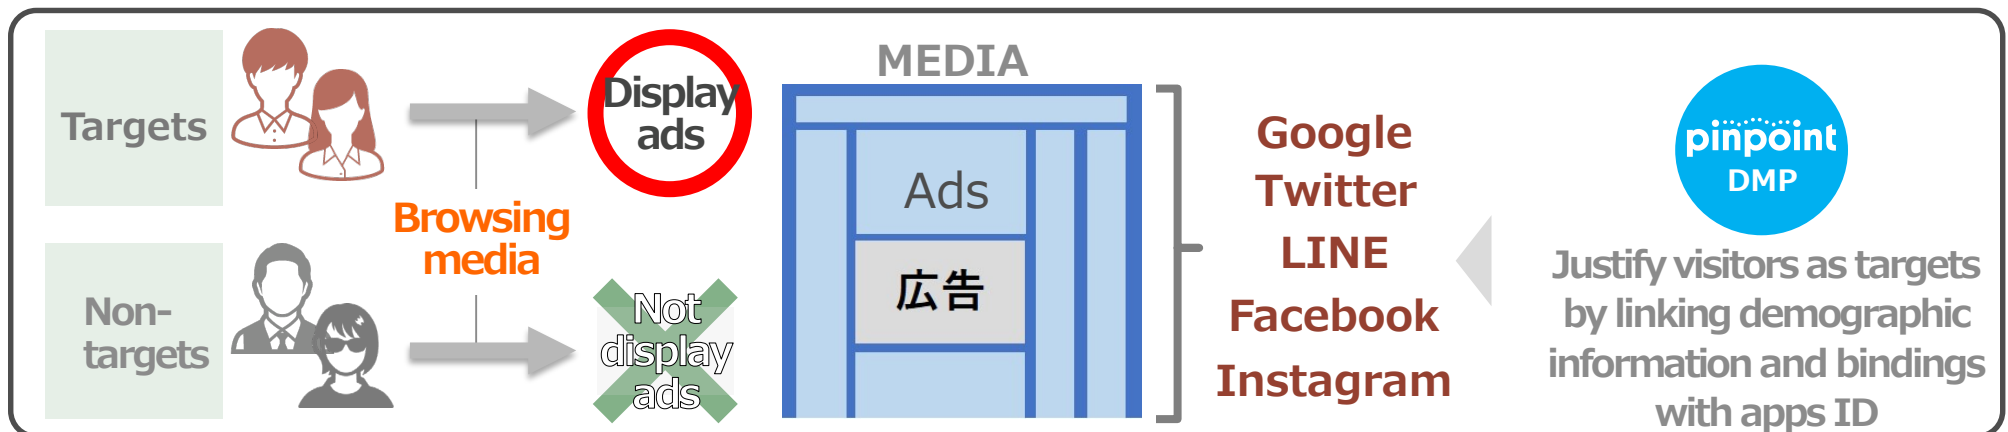 Targets
Non-
targets
Browsing
media
Display
ads
Not
display
ads
MEDIA
Ads
広告
Google
Twitter
LINE
Facebook
Instagram
pinpoint
DMP
Justify visitors as targets
by linking demographic
information and bindings
with apps ID